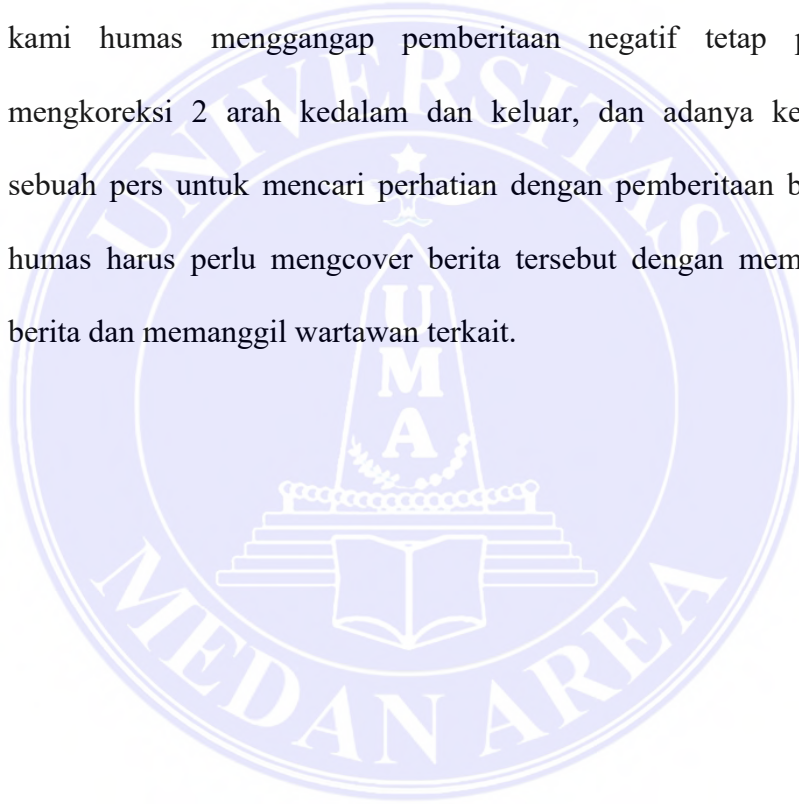 kami humas menggangap pemberitaan negatif tetap
mengkoreksi 2 arah kedalam dan keluar, dan adanya
sebuah pers untuk mencari perhatian dengan pemberitaan
humas harus perlu mengcover berita tersebut dengan
berita dan memanggil wartawan terkait.
UNIVERSITAS
UMA
MEDAN AREA